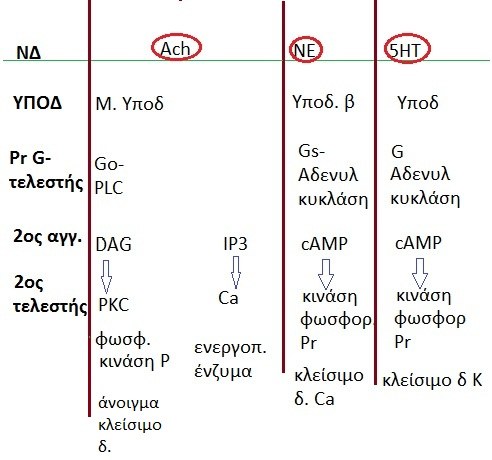 ΝΔ Ach NE 5HT
ΥΠΟΔ Μ. Υποδ Υποδ. β Υποδ
Pr G- Go- Gs- G
τελεστής PLC Αδενυλ Αδενυλ
κυκλάση κυκλάση
2ος αγγ. DAG IP3 cAMP cAMP
2ος τελεστής PKC Ca κινάση κινάση
φωσφορ. φωσφορ
Pr Pr
φωσφ. ενεργοπ.
κινάση Ρ ένζυμα
κλείσιμο κλείσιμο δ Κ
δ. Ca
άνοιγμα
κλείσιμο
δ.